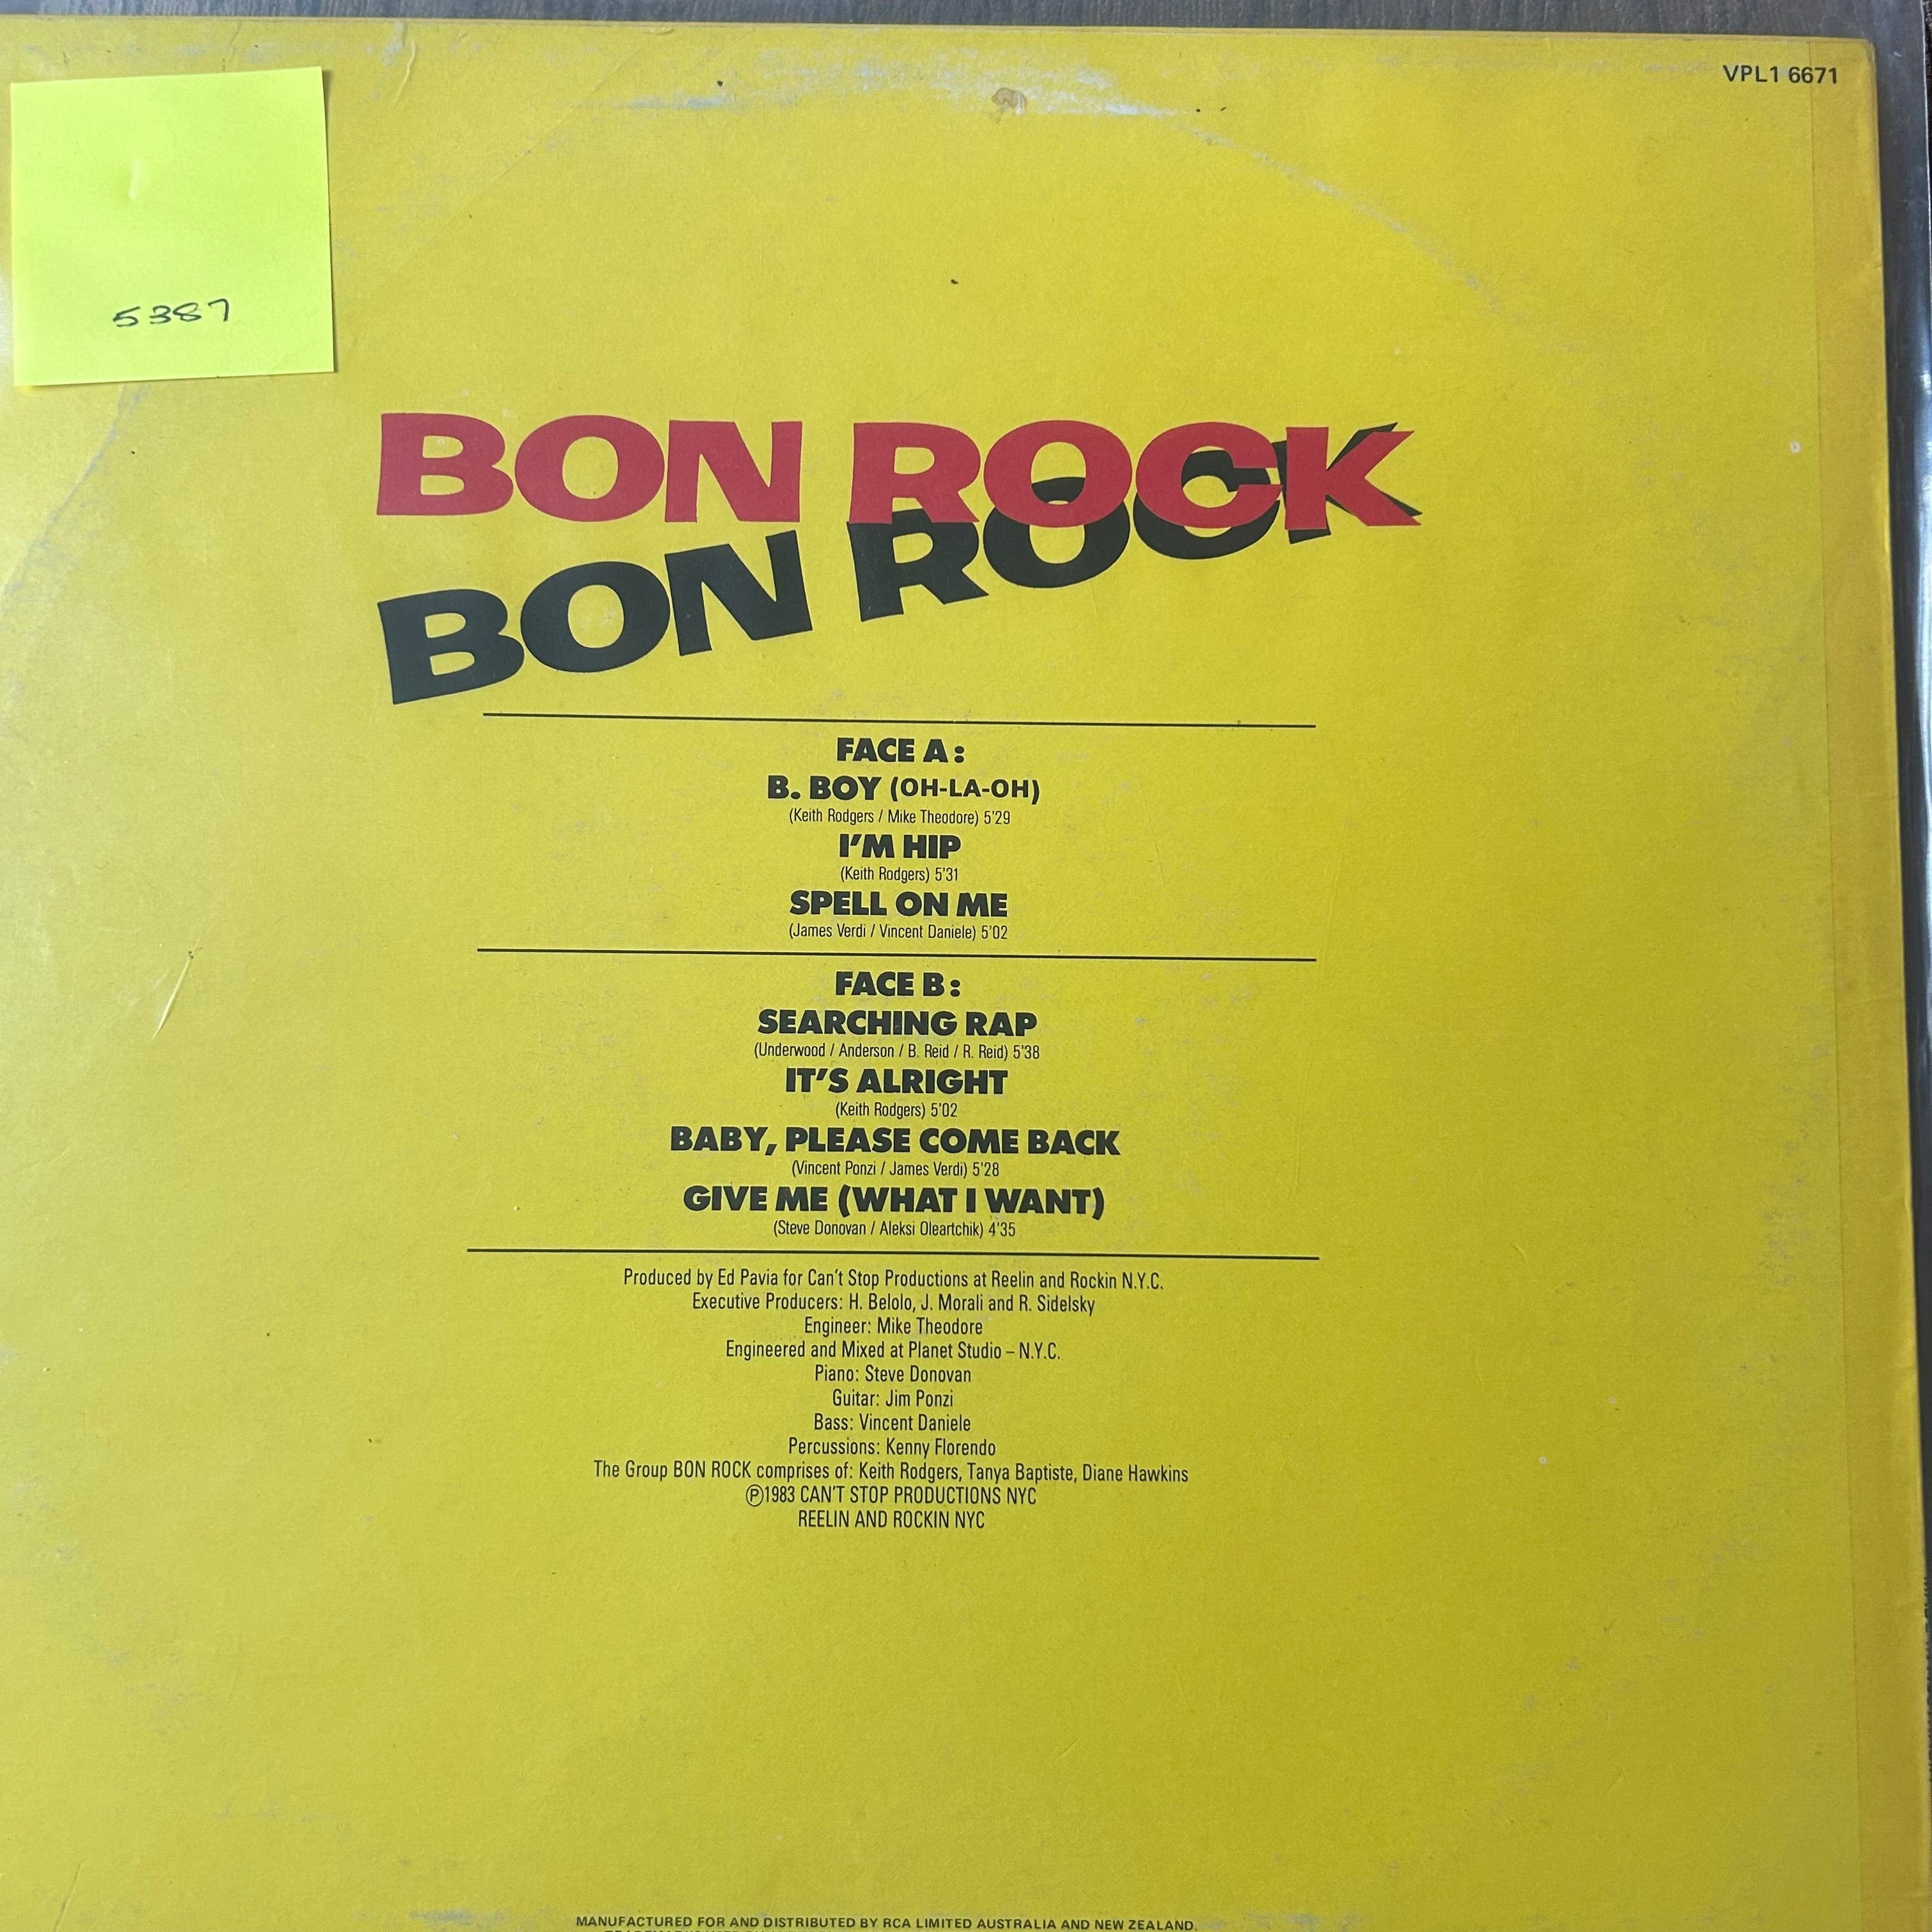 VPL1 6671
5387
BON ROCK
BON ROCK
FACE A:
B. BOY (OH-LA-OH)
(Keith Rodgers / Mike Theodore) 5'29
I'M HIP
(Keith Rodgers) 5'31
SPELL ON ME
(James Verdi / Vincent Daniele) 5'02
FACE B:
SEARCHING RAP
(Underwood / Anderson / B. Reid / R. Reid) 5'38
IT'S ALRIGHT
(Keith Rodgers) 5'02
BABY, PLEASE COME BACK
(Vincent Ponzi / James Verdi) 5'28
GIVE ME (WHAT I WANT)
(Steve Donovan / Aleksi Oleartchik) 4'35
Produced by Ed Pavia for Can't Stop Productions at Reelin and Rockin N.Y.C.
Executive Producers: H. Belolo, J. Morali and R. Sidelsky
Engineer: Mike Theodore
Engineered and Mixed at Planet Studio – N.Y.C.
Piano: Steve Donovan
Guitar: Jim Ponzi
Bass: Vincent Daniele
Percussions: Kenny Florendo
The Group BON ROCK comprises of: Keith Rodgers, Tanya Baptiste, Diane Hawkins
Ⓟ1983 CAN'T STOP PRODUCTIONS NYC
REELIN AND ROCKIN NYC
MANUFACTURED FOR AND DISTRIBUTED BY RCA LIMITED AUSTRALIA AND NEW ZEALAND.